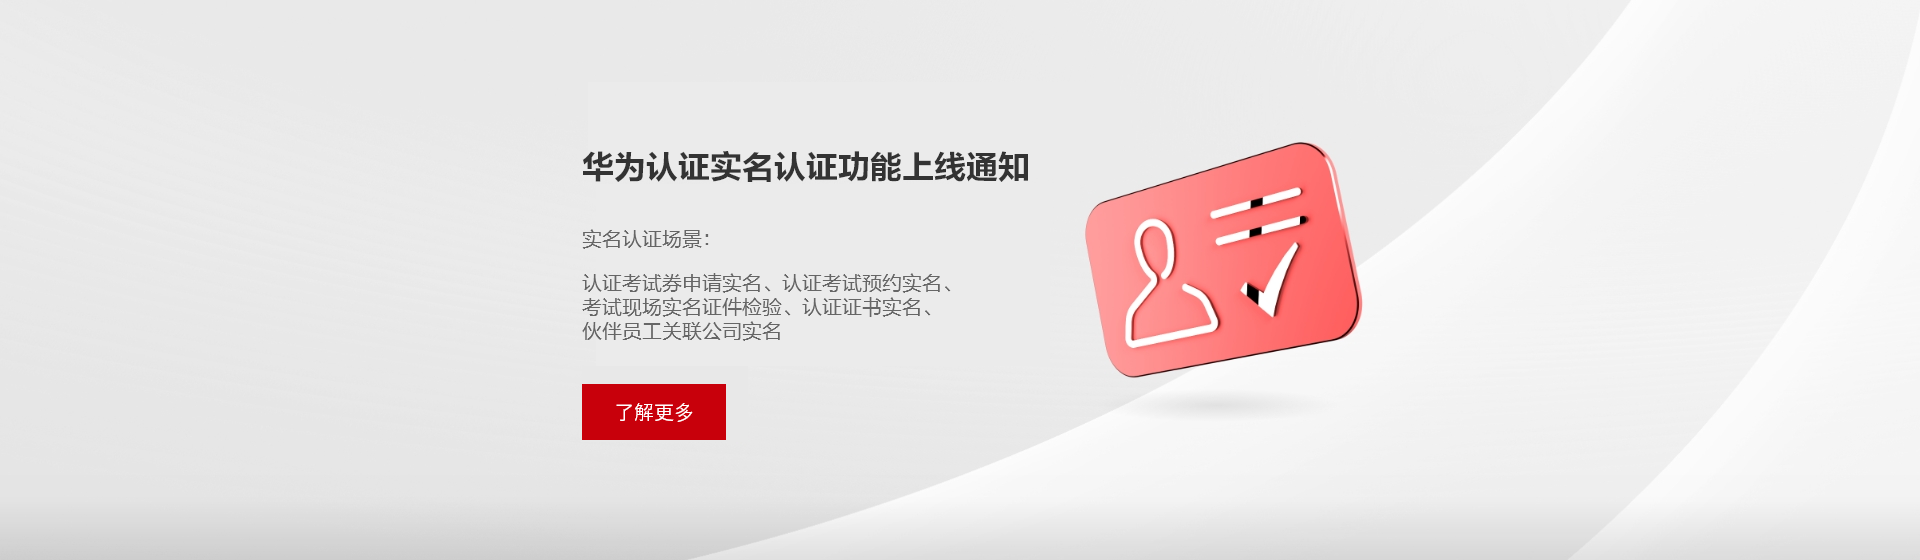 华为认证实名认证功能上线通知
实名认证场景：
认证考试券申请实名、认证考试预约实名、
考试现场实名证件检验、认证证书实名、
伙伴员工关联公司实名
了解更多